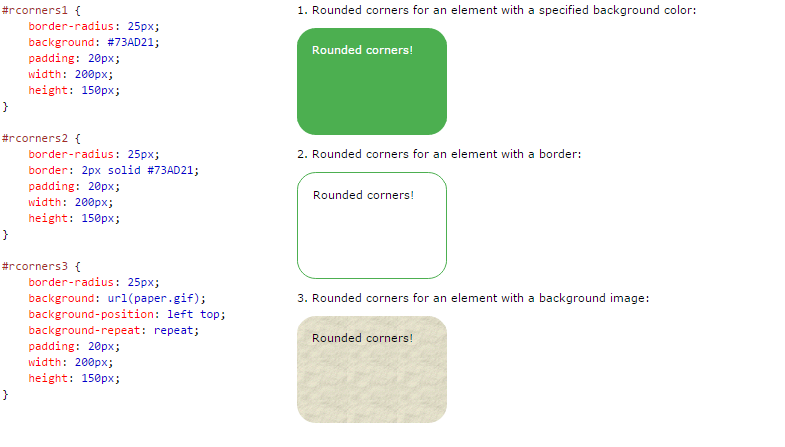 #rcorners1 {
    border-radius: 25px;
    background: #73AD21;
    padding: 20px;
    width: 200px;
    height: 150px;
}
#rcorners2 {
    border-radius: 25px;
    border: 2px solid #73AD21;
    padding: 20px;
    width: 200px;
    height: 150px;
}
#rcorners3 {
    border-radius: 25px;
    background: url(paper.gif);
    background-position: left top;
    background-repeat: repeat;
    padding: 20px;
    width: 200px;
    height: 150px;
}
1. Rounded corners for an element with a specified background color:
Rounded corners!
2. Rounded corners for an element with a border:
Rounded corners!
3. Rounded corners for an element with a background image:
Rounded corners!